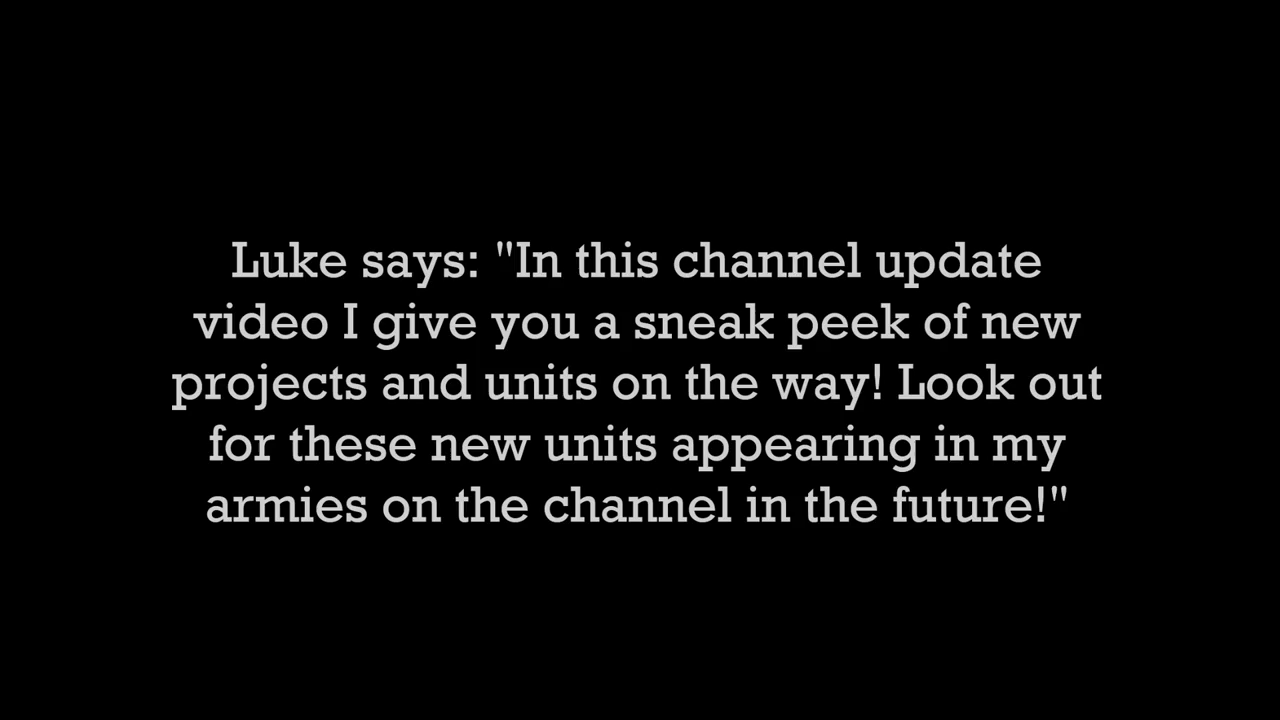 Luke says: "In this channel update
video I give you a sneak peek of new
projects and units on the way! Look out
for these new units appearing in my
armies on the channel in the future!"